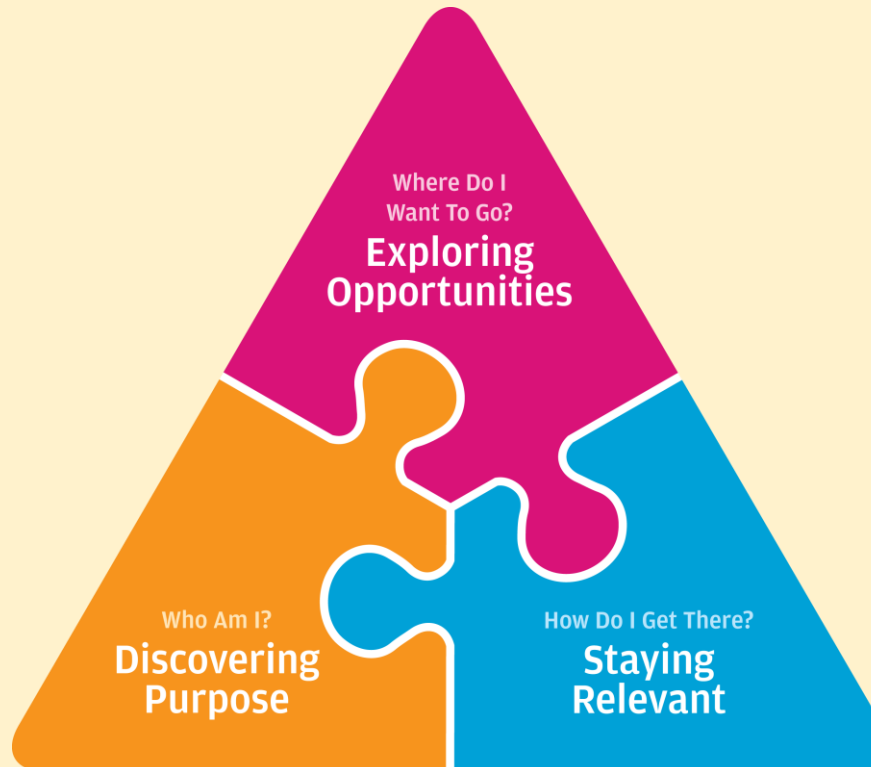 Where Do I
Want To Go?
Exploring
Opportunities
Who Am I?
Discovering
Purpose
How Do I Get There?
Staying
Relevant